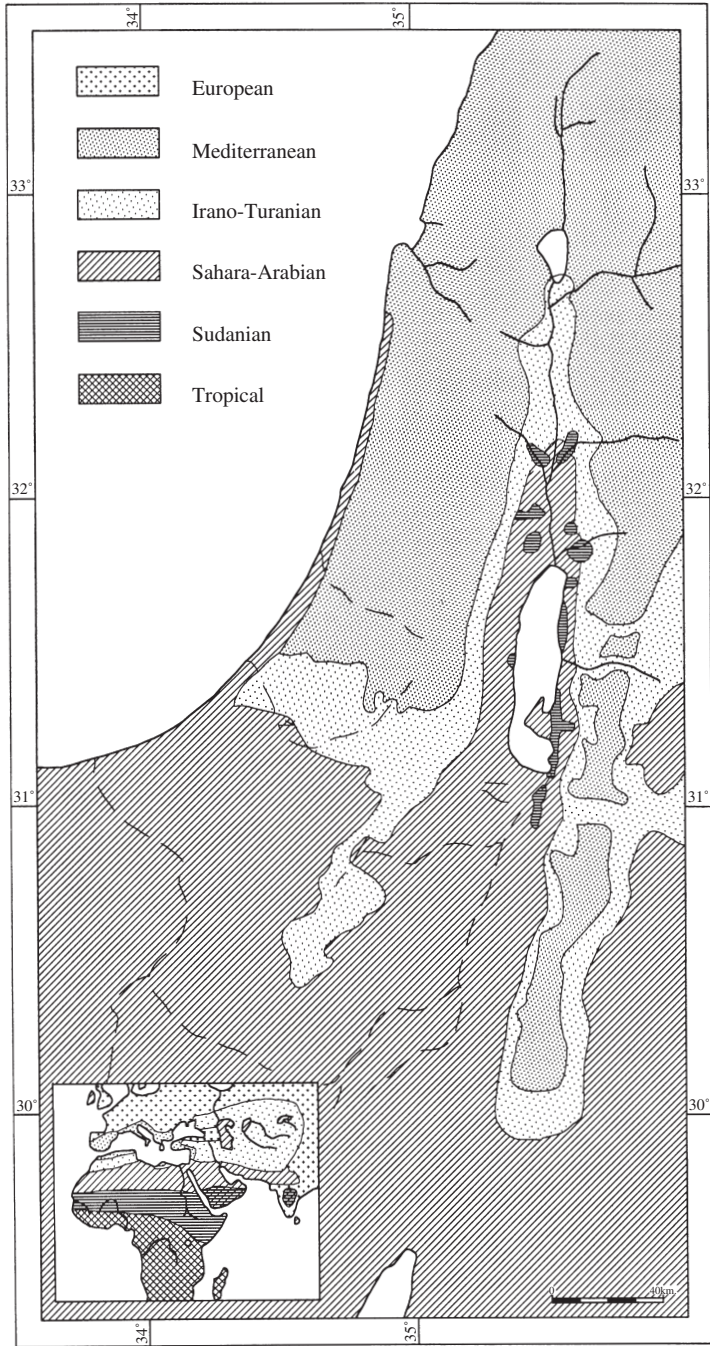 34°
35°
European
Mediterranean
33°
33°
Irano-Turanian
Sahara-Arabian
Sudanian
Tropical
32°
32°
31°
31°
30°
30°
0
40km.
34°
35°